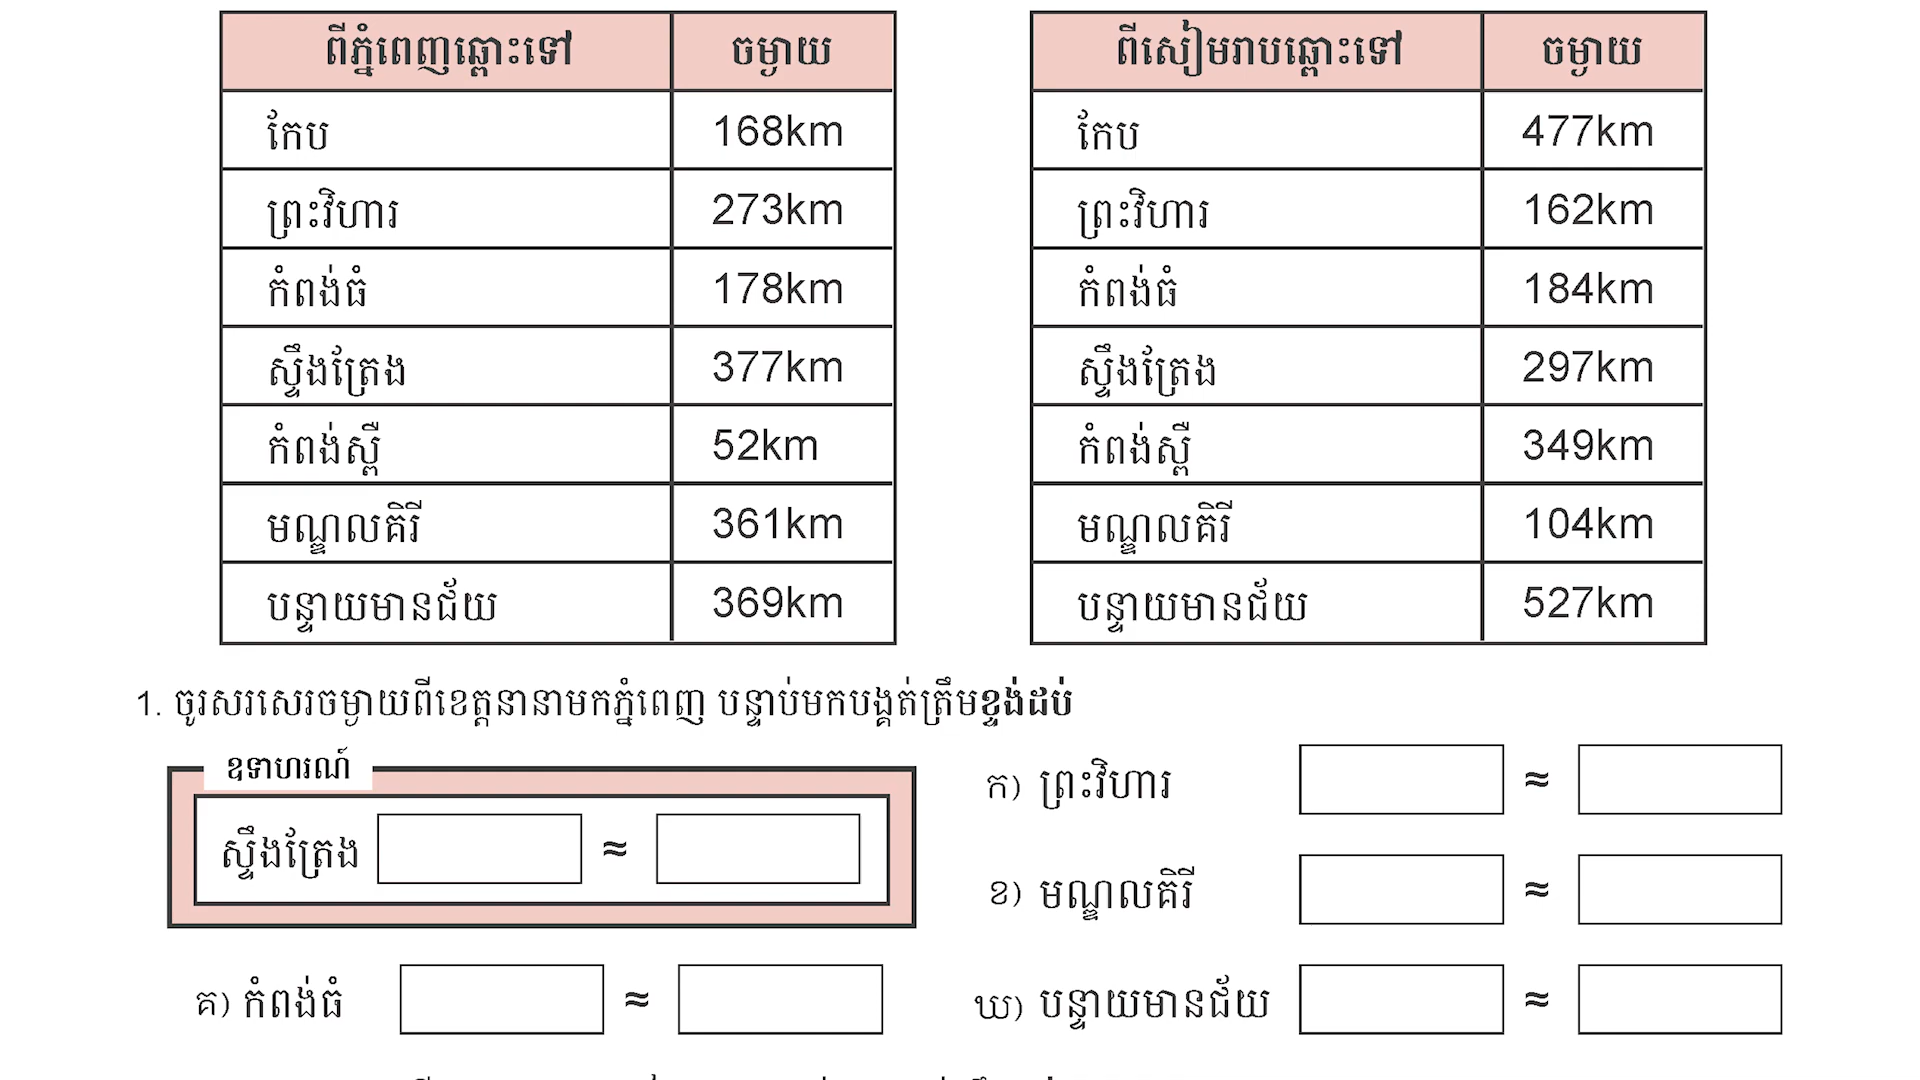 ពីភ្នំពេញឆ្ពោះទៅ ចម្ងាយ
កែប 168km
ព្រះវិហារ 273km
កំពង់ធំ 178km
ស្ទឹងត្រែង 377km
កំពង់ស្ពឺ 52km
មណ្ឌលគិរី 361km
បន្ទាយមានជ័យ 369km
ពីសៀមរាបឆ្ពោះទៅ ចម្ងាយ
កែប 477km
ព្រះវិហារ 162km
កំពង់ធំ 184km
ស្ទឹងត្រែង 297km
កំពង់ស្ពឺ 349km
មណ្ឌលគិរី 104km
បន្ទាយមានជ័យ 527km
1. ចូរសរសេរចម្ងាយពីខេត្តនានាមកភ្នំពេញ បន្ទាប់មកបង្គត់ត្រឹមខ្ទង់ដប់
ឧទាហរណ៍
ស្ទឹងត្រែង ≈
ក) ព្រះវិហារ ≈
ខ) មណ្ឌលគិរី ≈
គ) កំពង់ធំ ≈
ឃ) បន្ទាយមានជ័យ ≈